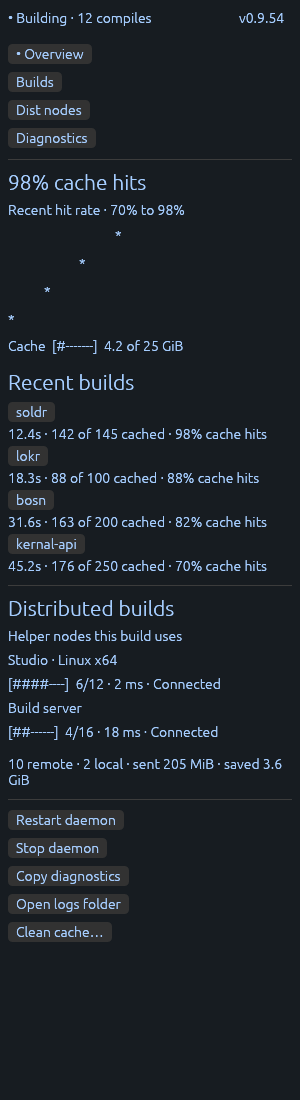 • Building · 12 compiles v0.9.54
• Overview
Builds
Dist nodes
Diagnostics
98% cache hits
Recent hit rate · 70% to 98%
*
*
*
*
Cache [#-------] 4.2 of 25 GiB
Recent builds
soldr
12.4s · 142 of 145 cached · 98% cache hits
lokr
18.3s · 88 of 100 cached · 88% cache hits
bosn
31.6s · 163 of 200 cached · 82% cache hits
kernal-api
45.2s · 176 of 250 cached · 70% cache hits
Distributed builds
Helper nodes this build uses
Studio · Linux x64
[####----] 6/12 · 2 ms · Connected
Build server
[##------] 4/16 · 18 ms · Connected
10 remote · 2 local · sent 205 MiB · saved 3.6
GiB
Restart daemon
Stop daemon
Copy diagnostics
Open logs folder
Clean cache…